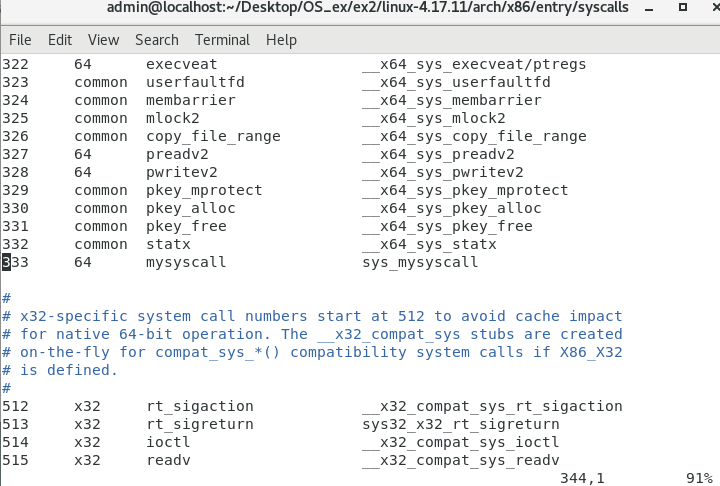 admin@localhost:~/Desktop/OS_ex/ex2/linux-4.17.11/arch/x86/entry/syscalls
File Edit View Search Terminal Help
322 64 execveat __x64_sys_execveat/ptregs
323 common userfaultfd __x64_sys_userfaultfd
324 common membarrier __x64_sys_membarrier
325 common mlock2 __x64_sys_mlock2
326 common copy_file_range __x64_sys_copy_file_range
327 64 preadv2 __x64_sys_preadv2
328 64 pwritev2 __x64_sys_pwritev2
329 common pkey_mprotect __x64_sys_pkey_mprotect
330 common pkey_alloc __x64_sys_pkey_alloc
331 common pkey_free __x64_sys_pkey_free
332 common statx __x64_sys_statx
333 64 mysyscall sys_mysyscall
#
# x32-specific system call numbers start at 512 to avoid cache impact
# for native 64-bit operation. The __x32_compat_sys stubs are created
# on-the-fly for compat_sys_*() compatibility system calls if X86_X32
# is defined.
#
512 x32 rt_sigaction __x32_compat_sys_rt_sigaction
513 x32 rt_sigreturn sys32_x32_rt_sigreturn
514 x32 ioctl __x32_compat_sys_ioctl
515 x32 readv __x32_compat_sys_readv
344,1 91%